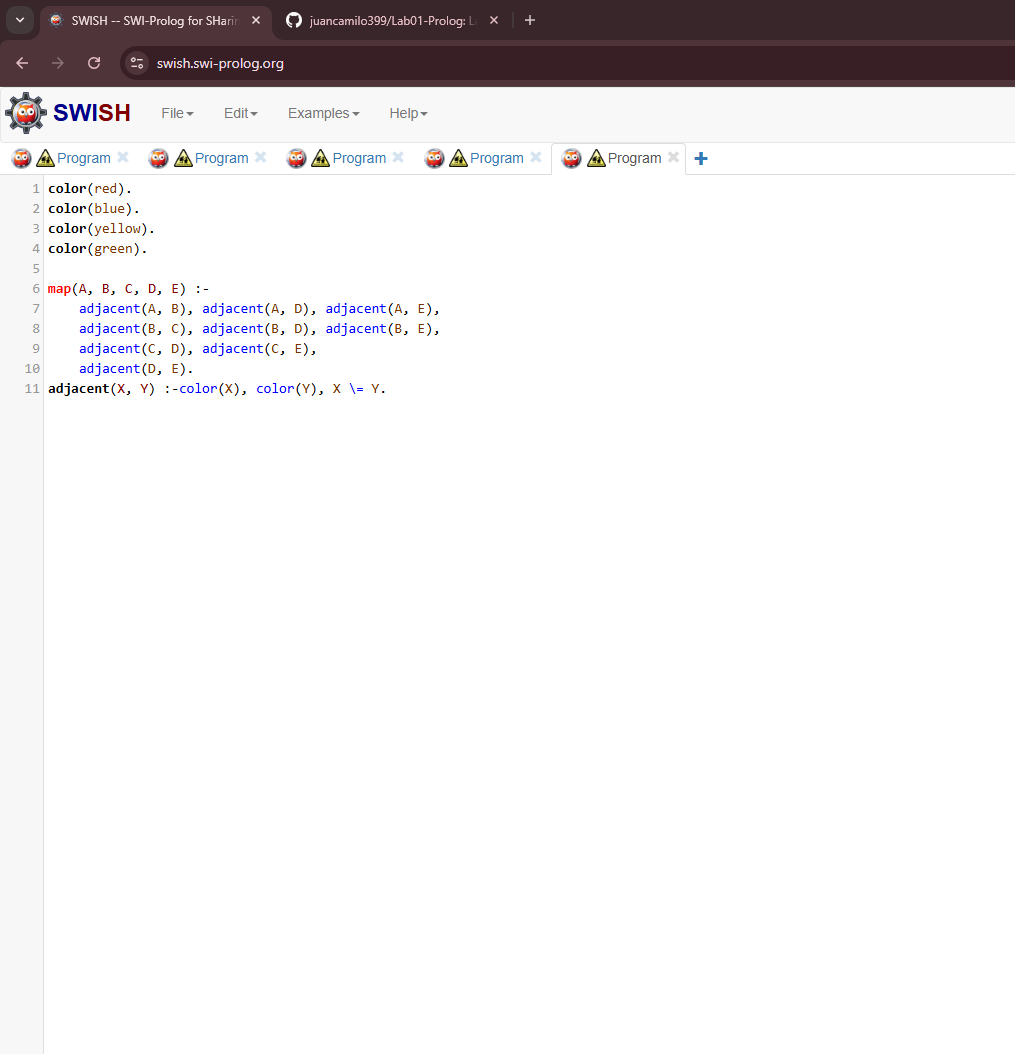 SWISH -- SWI-Prolog for SHarin
juancamilo399/Lab01-Prolog: L
swish.swi-prolog.org
SWISH File Edit Examples Help
Program Program Program Program Program
1 color(red).
2 color(blue).
3 color(yellow).
4 color(green).
5
6 map(A, B, C, D, E) :-
7 adjacent(A, B), adjacent(A, D), adjacent(A, E),
8 adjacent(B, C), adjacent(B, D), adjacent(B, E),
9 adjacent(C, D), adjacent(C, E),
10 adjacent(D, E).
11 adjacent(X, Y) :-color(X), color(Y), X \= Y.